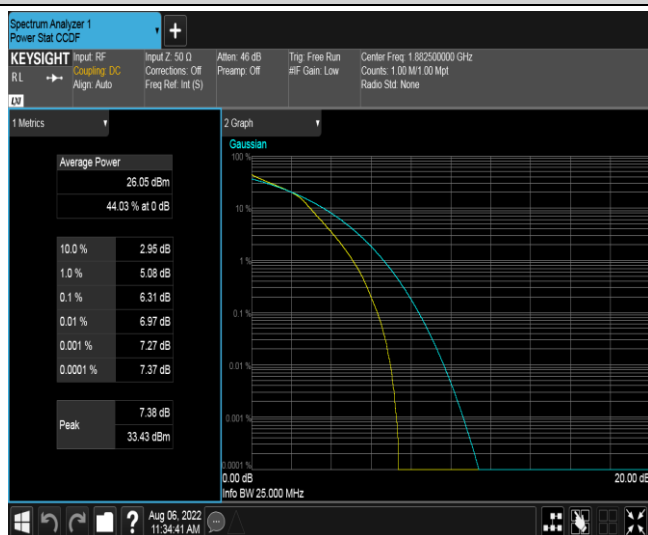 Spectrum Analyzer 1
Power Stat CCDF
KEYSIGHT
RL
LXI
Input: RF
Coupling: DC
Align: Auto
Input Z: 50 Ω
Corrections: Off
Freq Ref: Int (S)
Atten: 46 dB
Preamp: Off
Trig: Free Run
#IF Gain: Low
Center Freq: 1.882500000 GHz
Counts: 1.00 M/1.00 Mpt
Radio Std: None
1 Metrics
Average Power
26.05 dBm
44.03 % at 0 dB
10.0 % 2.95 dB
1.0 % 5.08 dB
0.1 % 6.31 dB
0.01 % 6.97 dB
0.001 % 7.27 dB
0.0001 % 7.37 dB
Peak
7.38 dB
33.43 dBm
2 Graph
Gaussian
100 %
10 %
1 %
0.1 %
0.01 %
0.001 %
0.0001 %
0.00 dB 20.00 dB
Info BW 25.000 MHz
Aug 06, 2022
11:34:41 AM